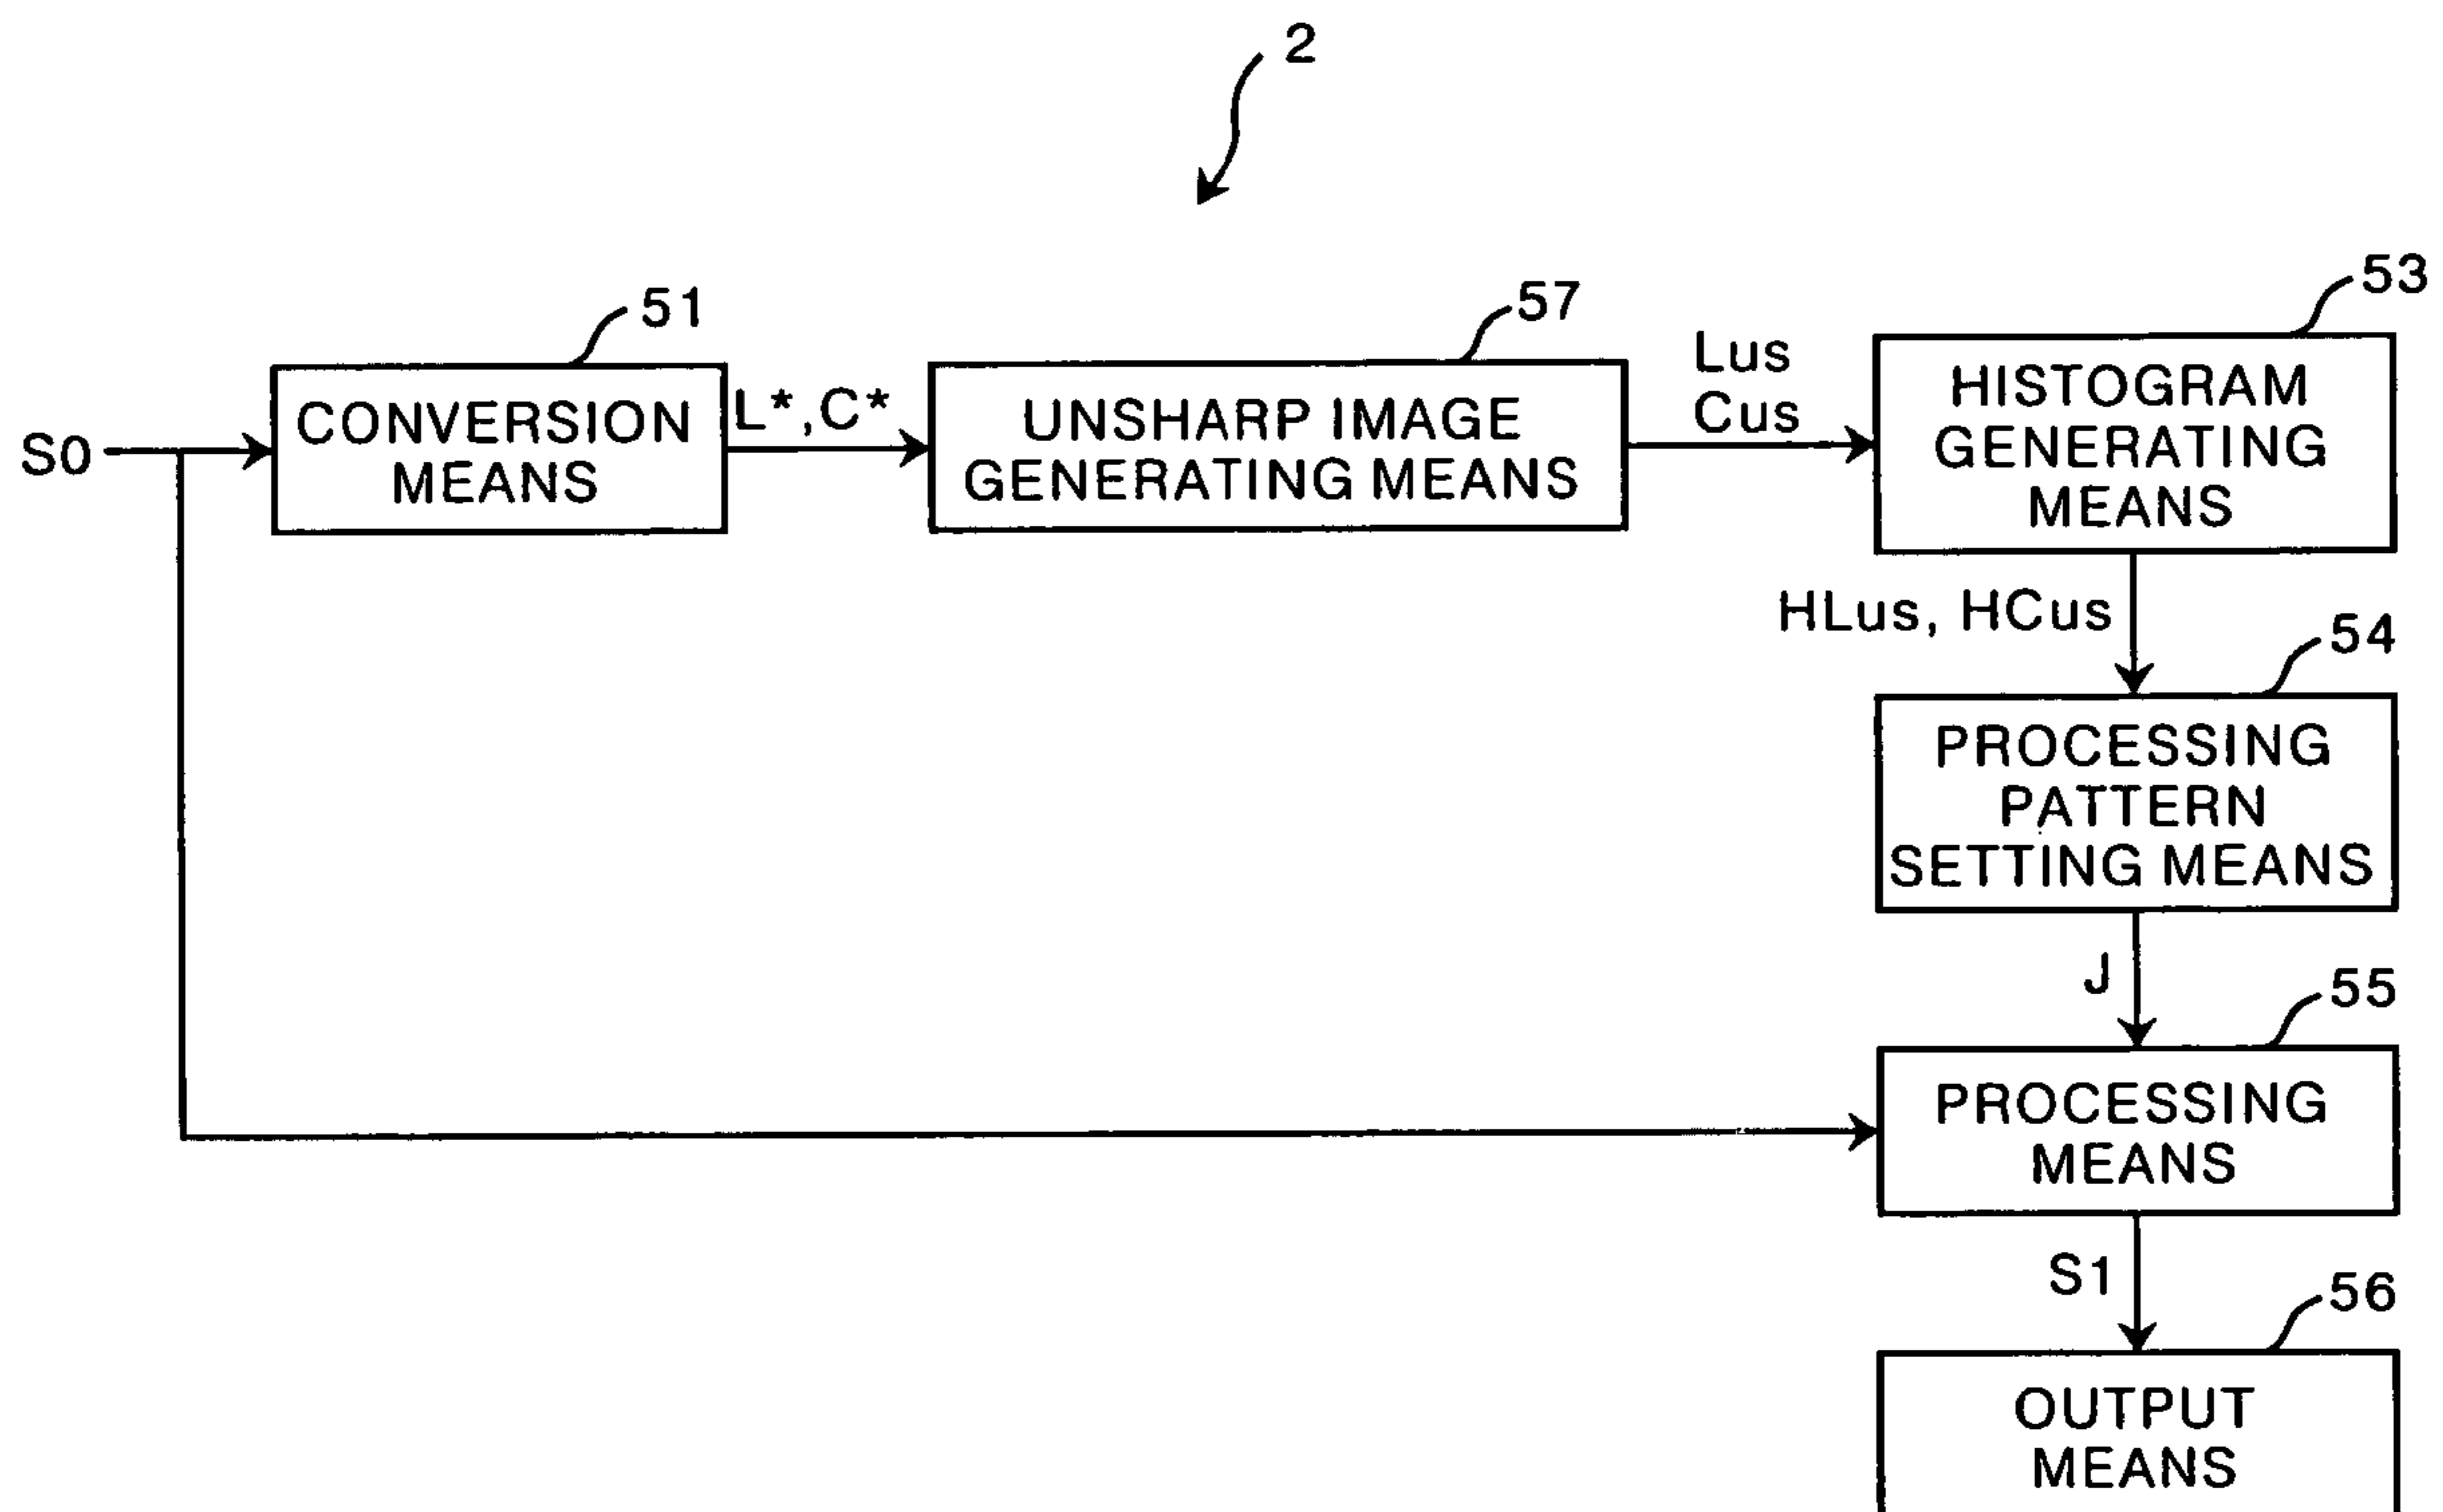 2
51
57
53
S0
CONVERSION
MEANS
L*,C*
UNSHARP IMAGE
GENERATING MEANS
Lus
Cus
HISTOGRAM
GENERATING
MEANS
HLus, HCus
54
PROCESSING
PATTERN
SETTING MEANS
J
55
PROCESSING
MEANS
S1
56
OUTPUT
MEANS